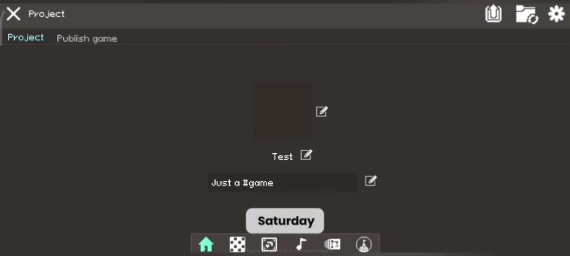 Project
Project Publish game
Test
Just a #game
Saturday